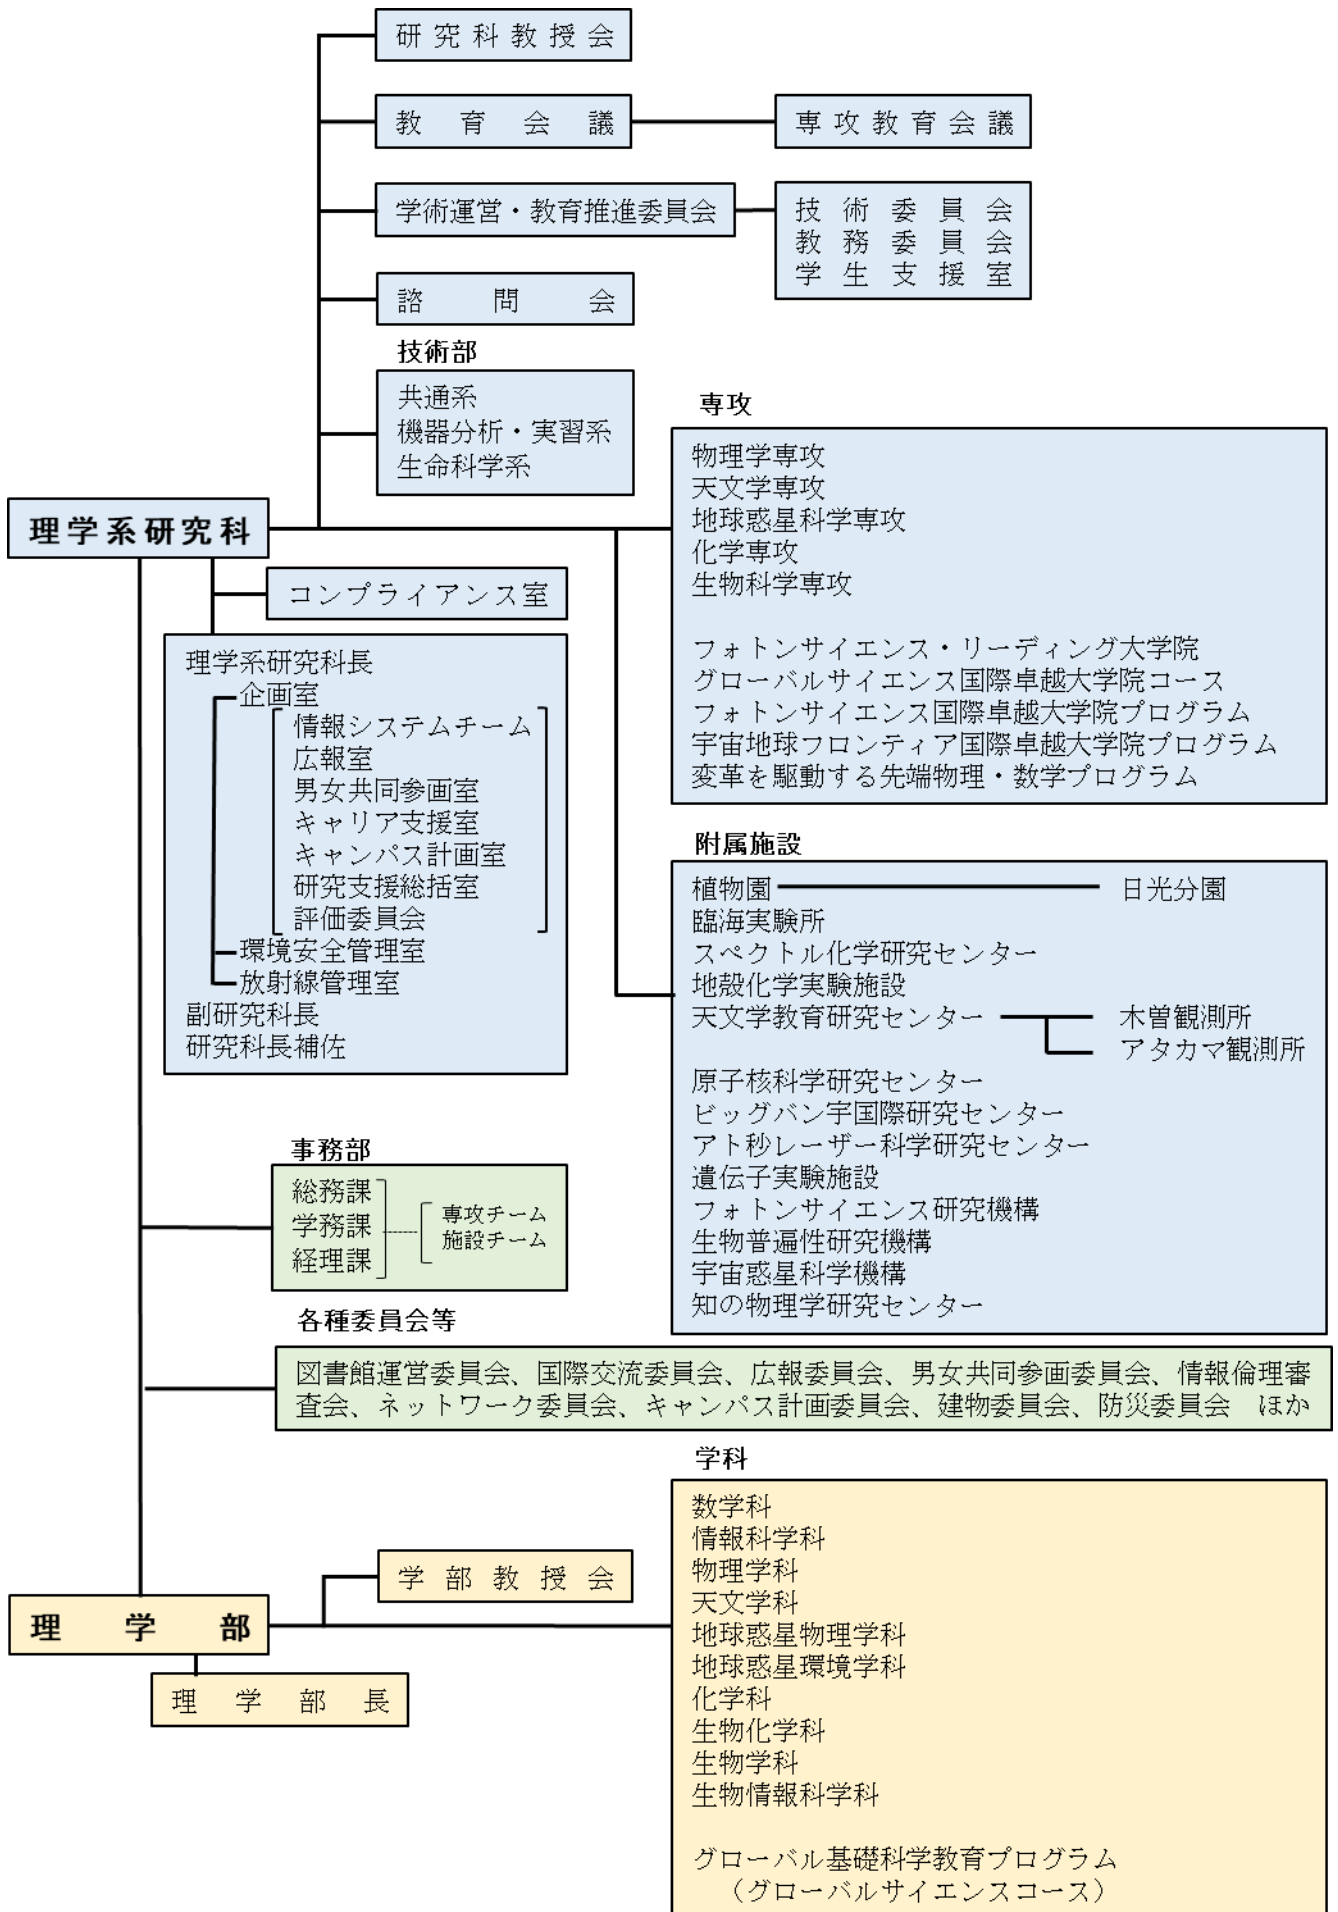 研究科教授会
教育会議
専攻教育会議
学術運営・教育推進委員会
技術委員会
教務委員会
学生支援室
諮問会
技術部
共通系
機器分析・実習系
生命科学系
専攻
物理学専攻
天文学専攻
地球惑星科学専攻
化学専攻
生物科学専攻
フォトンサイエンス・リーディング大学院
グローバルサイエンス国際卓越大学院コース
フォトンサイエンス国際卓越大学院プログラム
宇宙地球フロンティア国際卓越大学院プログラム
変革を駆動する先端物理・数学プログラム
理学系研究科
コンプライアンス室
理学系研究科長
企画室
情報システムチーム
広報室
男女共同参画室
キャリア支援室
キャンパス計画室
研究支援総括室
評価委員会
環境安全管理室
放射線管理室
副研究科長
研究科長補佐
附属施設
植物園
日光分園
臨海実験所
スペクトル化学研究センター
地殻化学実験施設
天文学教育研究センター
木曽観測所
アタカマ観測所
原子核科学研究センター
ビッグバン宇国際研究センター
アト秒レーザー科学研究センター
遺伝子実験施設
フォトンサイエンス研究機構
生物普遍性研究機構
宇宙惑星科学機構
知の物理学研究センター
事務部
総務課
学務課
経理課
専攻チーム
施設チーム
各種委員会等
図書館運営委員会、国際交流委員会、広報委員会、男女共同参画委員会、情報倫理審
査会、ネットワーク委員会、キャンパス計画委員会、建物委員会、防災委員会　ほか
学科
数学科
情報科学科
物理学科
天文学科
地球惑星物理学科
地球惑星環境学科
化学科
生物化学科
生物学科
生物情報科学科
グローバル基礎科学教育プログラム
（グローバルサイエンスコース）
学部教授会
理学部
理学部長